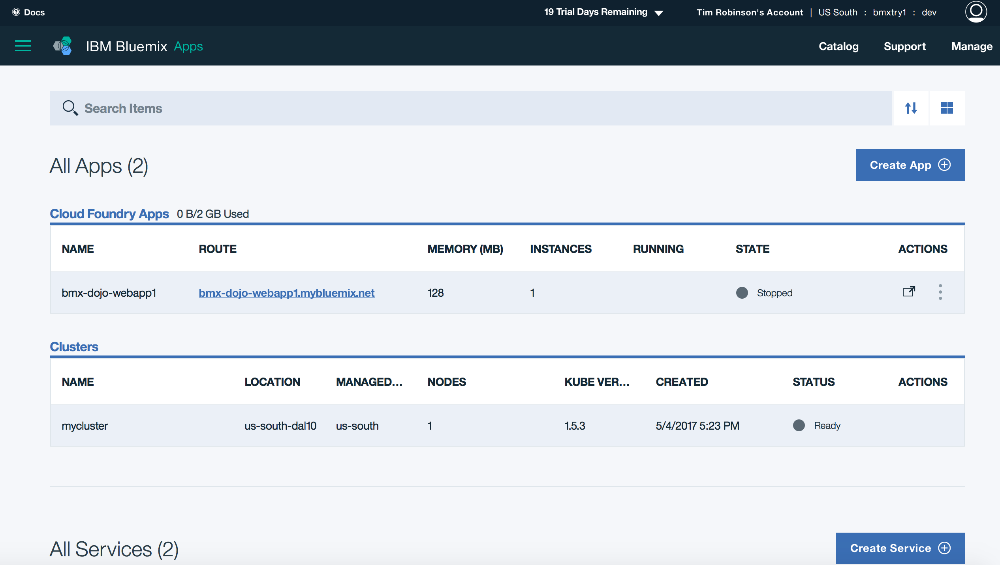 Docs
19 Trial Days Remaining
Tim Robinson's Account | US South : bmxtry1 : dev
IBM Bluemix Apps
Catalog Support Manage
Search Items
All Apps (2)
Create App
Cloud Foundry Apps 0 B/2 GB Used
NAME ROUTE MEMORY (MB) INSTANCES RUNNING STATE ACTIONS
bmx-dojo-webapp1 bmx-dojo-webapp1.mybluemix.net 128 1 Stopped
Clusters
NAME LOCATION MANAGED... NODES KUBE VER... CREATED STATUS ACTIONS
mycluster us-south-dal10 us-south 1 1.5.3 5/4/2017 5:23 PM Ready
All Services (2)
Create Service